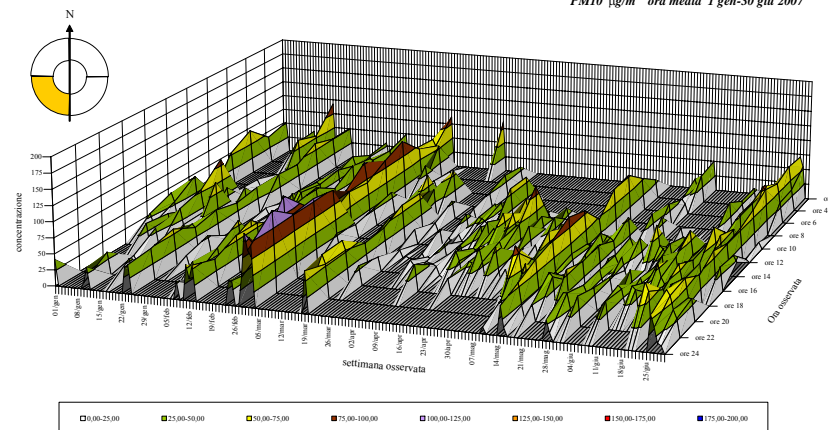 PM10 µg/m ora media 1 gen-30 giu 2007
N
concentrazione
200
175
150
125
100
75
50
25
0
01/gen
08/gen
15/gen
22/gen
29/gen
05/feb
12/feb
19/feb
26/feb
05/mar
12/mar
19/mar
26/mar
02/apr
09/apr
16/apr
23/apr
30/apr
07/mag
14/mag
21/mag
28/mag
04/giu
11/giu
18/giu
25/giu
settimana osservata
ore 4
ore 6
ore 8
ore 10
ore 12
ore 14
ore 16
ore 18
ore 20
ore 22
ore 24
Ora osservata
0,00-25,00 25,00-50,00 50,00-75,00 75,00-100,00 100,00-125,00 125,00-150,00 150,00-175,00 175,00-200,00